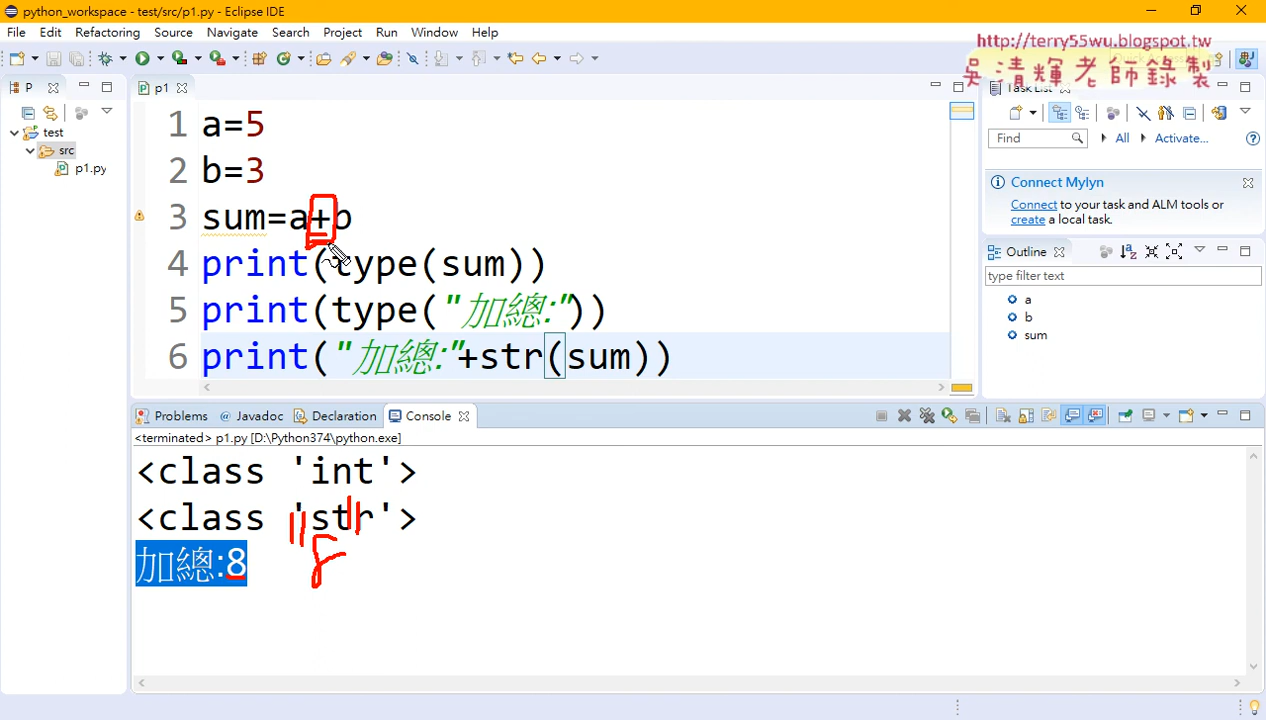 python_workspace - test/src/p1.py - Eclipse IDE
File Edit Refactoring Source Navigate Search Project Run Window Help
http://terry55wu.blogspot.tw
吳清輝老師錄製
P
p1
Task List
test
src
p1.py
1 a=5
2 b=3
3 sum=a+b
4 print(type(sum))
5 print(type("加總:"))
6 print("加總:"+str(sum))
Find
All
Activate...
Connect Mylyn
Connect to your task and ALM tools or
create a local task.
Outline
type filter text
a
b
sum
Problems @ Javadoc Declaration Console
<terminated> p1.py [D:\Python374\python.exe]
<class 'int'>
<class 'str'>
加總:8